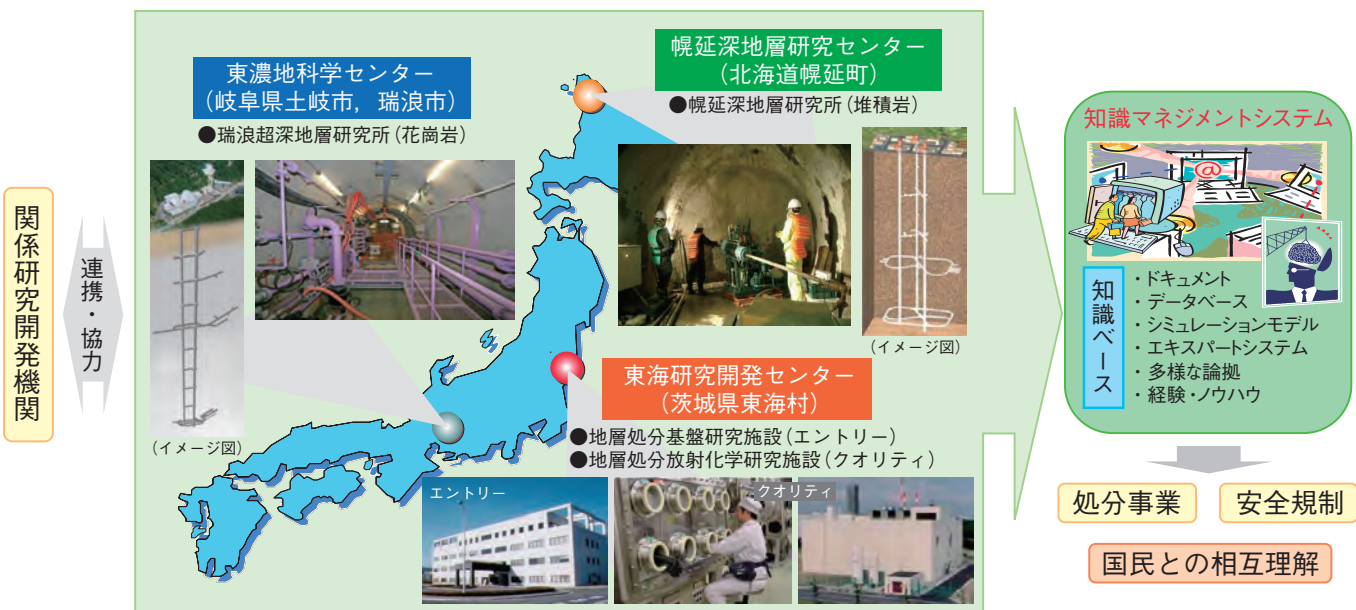 関係研究開発機関
連携・協力
東濃地科学センター
(岐阜県土岐市，瑞浪市)
●瑞浪超深地層研究所(花崗岩)
(イメージ図)
幌延深地層研究センター
(北海道幌延町)
●幌延深地層研究所(堆積岩)
(イメージ図)
東海研究開発センター
(茨城県東海村)
●地層処分基盤研究施設(エントリー)
●地層処分放射化学研究施設(クオリティ)
エントリー
クオリティ
知識マネジメントシステム
@
知識ベース
・ドキュメント
・データベース
・シミュレーションモデル
・エキスパートシステム
・多様な論拠
・経験・ノウハウ
処分事業
安全規制
国民との相互理解